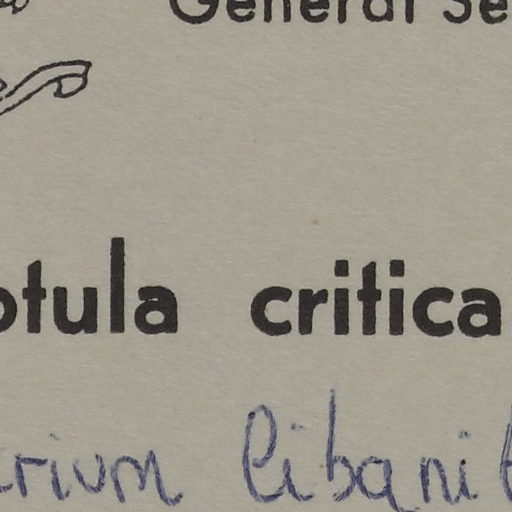 General Se
otula critica
rium libani